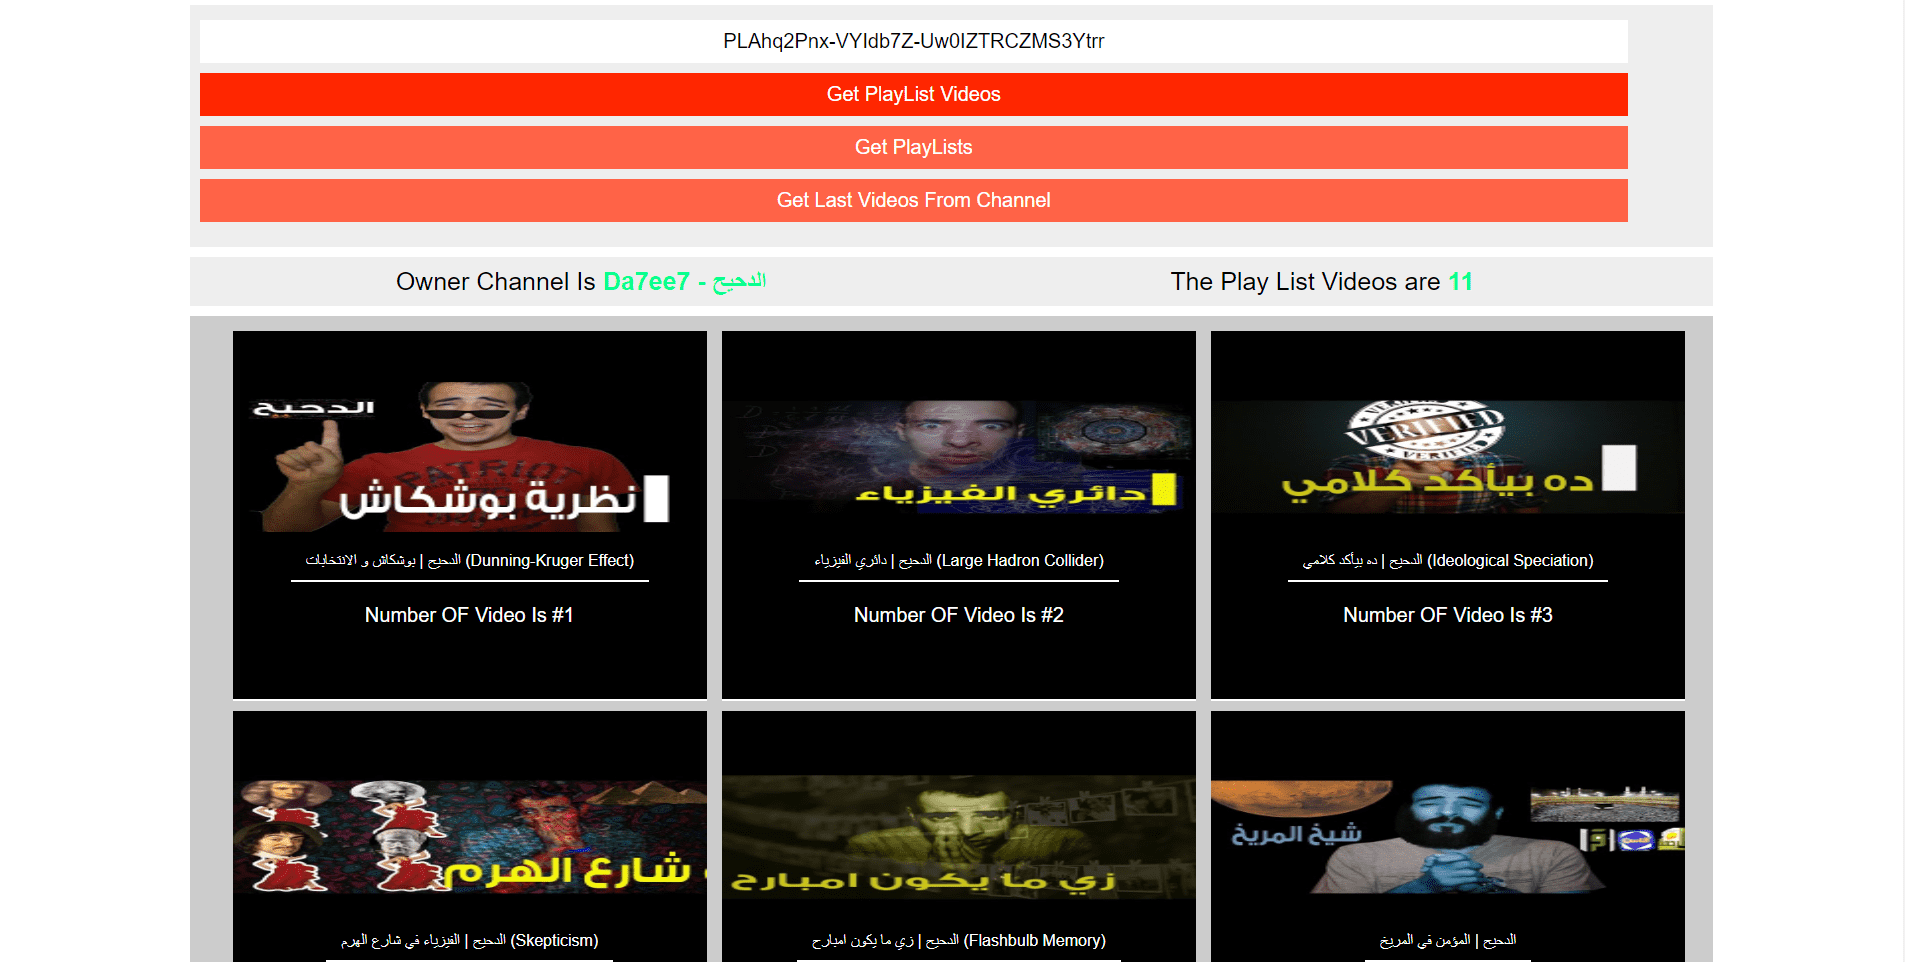 PLAhq2Pnx-VYIdb7Z-Uw0IZTRCZMS3Ytrr
Get PlayList Videos
Get PlayLists
Get Last Videos From Channel
Owner Channel Is Da7ee7 - الدحيح
The Play List Videos are 11
الدحيح
PATRIOT
نظرية بوشكاش
الدحيح | بوشكاش و الانتخابات (Dunning-Kruger Effect)
Number OF Video Is #1
دائري الفيزياء
الدحيح | دائري الفيزياء (Large Hadron Collider)
Number OF Video Is #2
VERIFIED
VERIFIED
VERIFIED
ده بيأكد كلامي
الدحيح | ده بيأكد كلامي (Ideological Speciation)
Number OF Video Is #3
شارع الهرم
الدحيح | الفيزياء في شارع الهرم (Skepticism)
زي ما يكون امبارح
الدحيح | زي ما يكون امبارح (Flashbulb Memory)
شيخ المريخ
الدحيح | المؤمن في المريخ